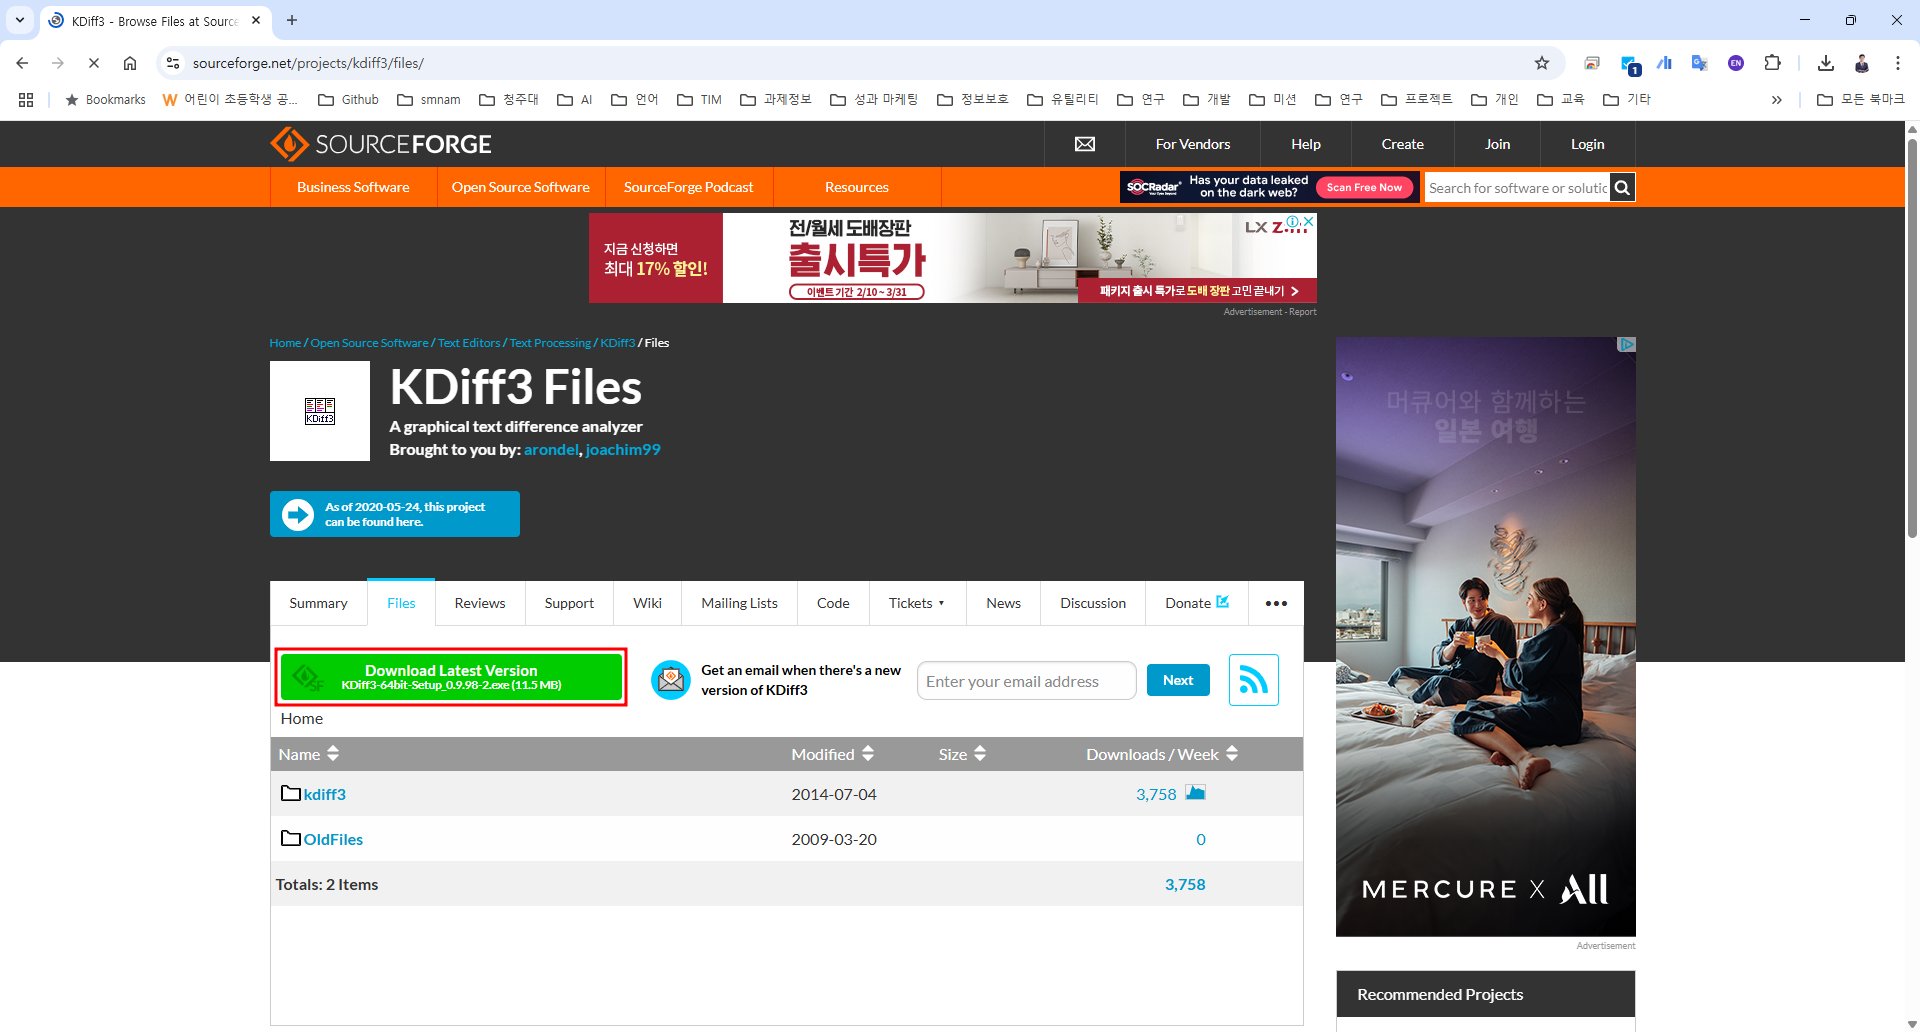 KDiff3 - Browse Files at Source
sourceforge.net/projects/kdiff3/files/
1
EN
Bookmarks
W 어린이 초등학생 공...
Github
smnam
청주대
AI
언어
TIM
과제정보
성과 마케팅
정보보호
유틸리티
연구
개발
미션
연구
프로젝트
개인
교육
기타
»
모든 북마크
SOURCEFORGE
For Vendors
Help
Create
Join
Login
Business Software
Open Source Software
SourceForge Podcast
Resources
SOCRadar
Has your data leaked
on the dark web?
Scan Free Now
Search for software or solutic
지금 신청하면
최대 17% 할인!
전/월세 도배장판
출시특가
이벤트 기간 2/10 ~ 3/31
패키지 출시 특가로 도배 장판 고민 끝내기
Advertisement - Report
Home / Open Source Software / Text Editors / Text Processing / KDiff3 / Files
KDiff3
KDiff3 Files
A graphical text difference analyzer
Brought to you by: arondel, joachim99
As of 2020-05-24, this project
can be found here.
Summary
Files
Reviews
Support
Wiki
Mailing Lists
Code
Tickets
News
Discussion
Donate
Download Latest Version
KDiff3-64bit-Setup_0.9.98-2.exe (11.5 MB)
Get an email when there's a new
version of KDiff3
Enter your email address
Next
Home
Name
Modified
Size
Downloads / Week
kdiff3
2014-07-04
3,758
OldFiles
2009-03-20
0
Totals: 2 Items
3,758
머큐어와 함께하는
일본 여행
MERCURE X All
Advertisement
Recommended Projects